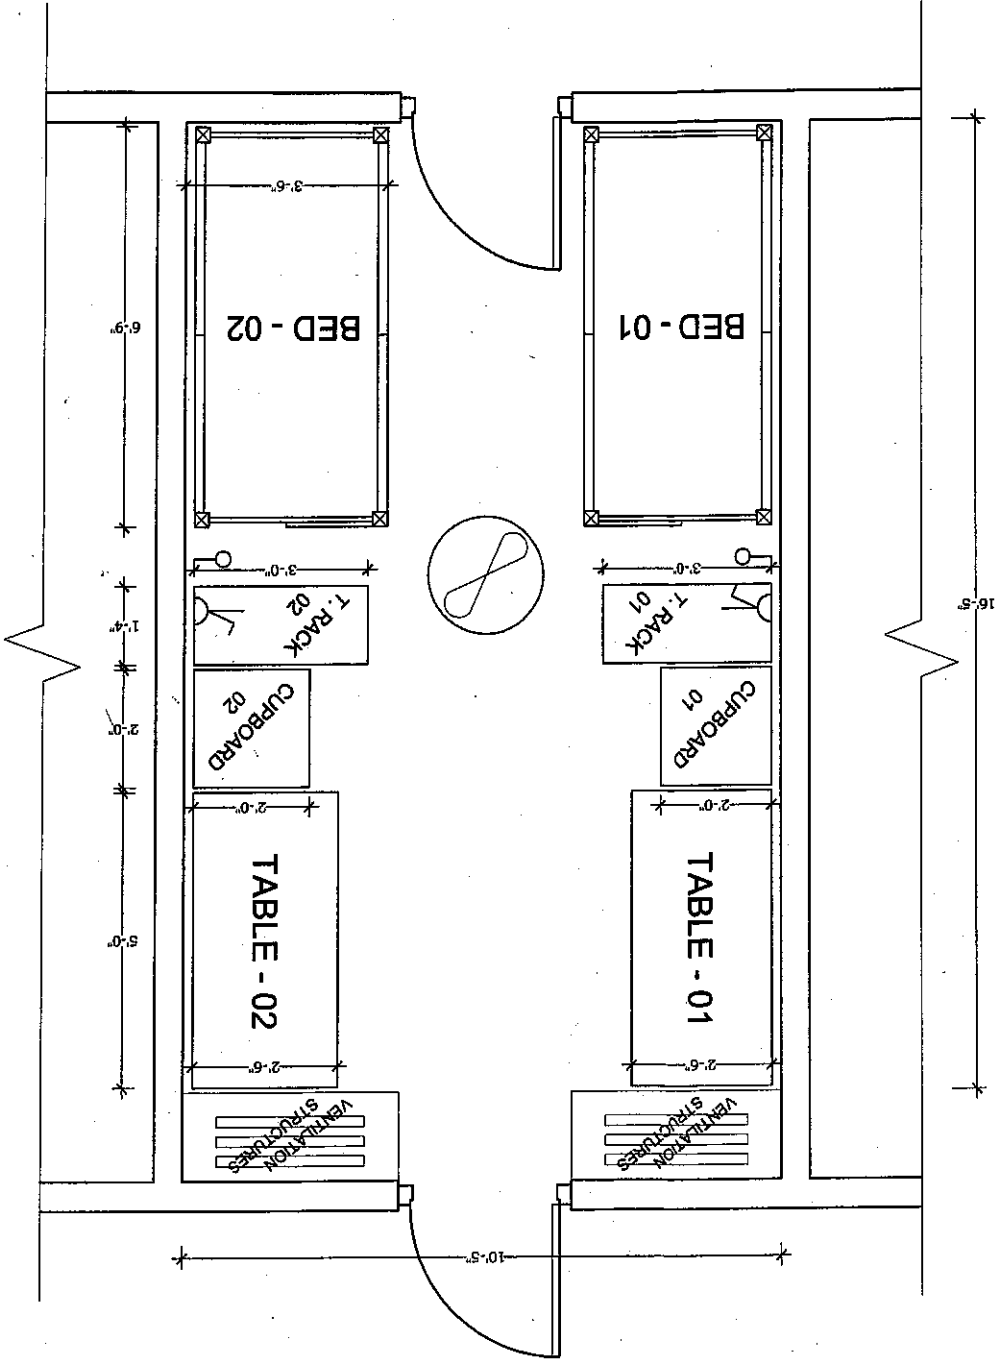 3'-6"
BED - 02
BED - 01
6'-9"
3'-0"
3'-0"
T. RACK
02
T. RACK
01
16'-5"
1'-4"
CUPBOARD
02
CUPBOARD
01
2'-0"
2'-0"
2'-0"
TABLE - 02
TABLE - 01
5'-0"
2'-6"
2'-6"
VENTILATION
STRUCTURES
VENTILATION
STRUCTURES
10'-5"